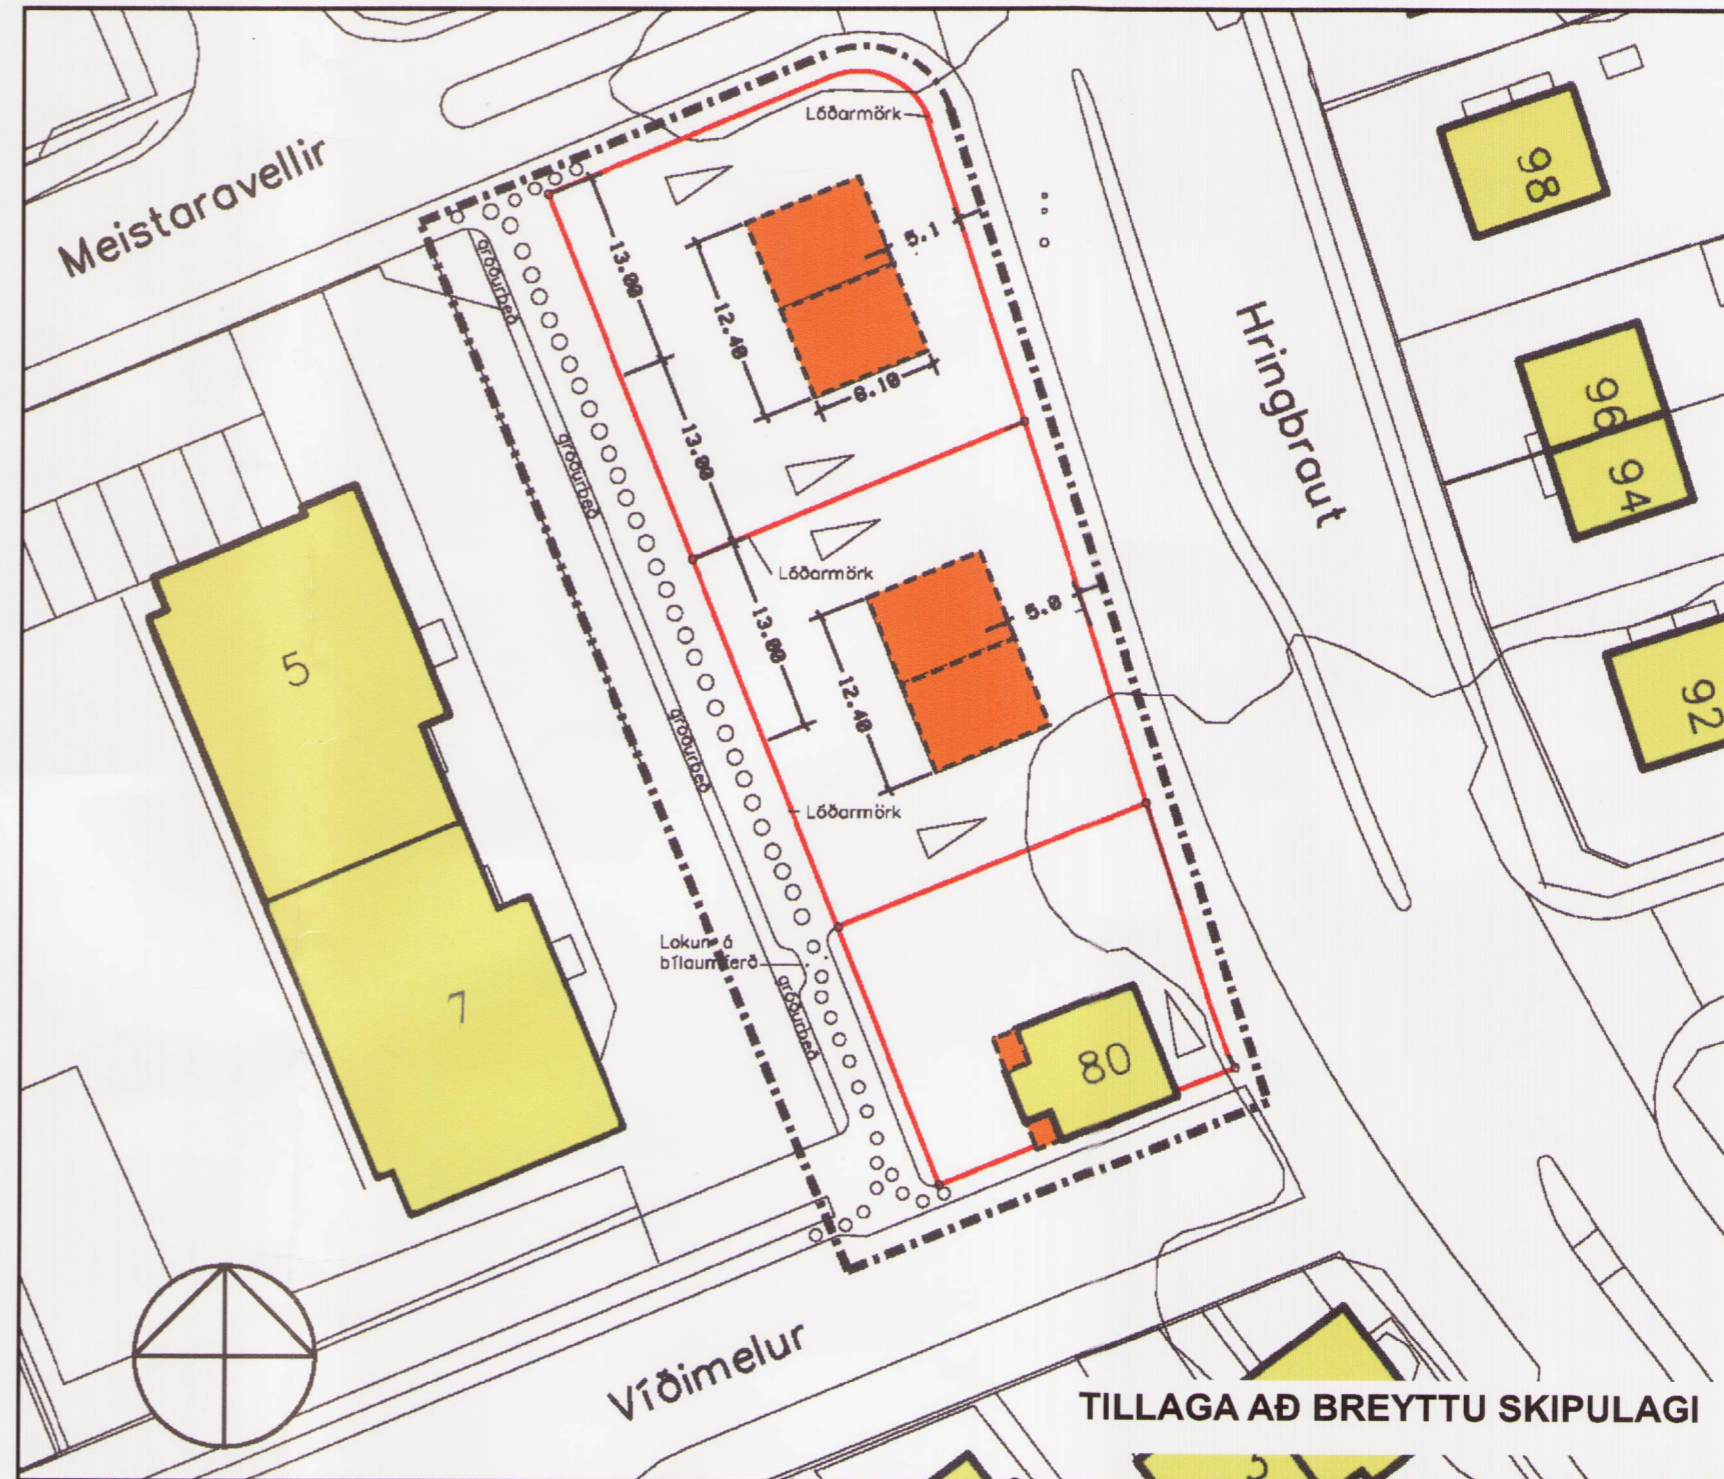 Meistaravellir
Lóðarmörk
98
gróðurbeð
13.00
5.1
12.40
8.10
Hringbraut
96
94
gróðurbeð
13.00
Lóðarmörk
5.0
13.00
12.40
5
92
gróðurbeð
Lóðarmörk
Lokun á
bílaumferð
gróðurbeð
7
80
Víðimelur
TILLAGA AÐ BREYTTU SKIPULAGI